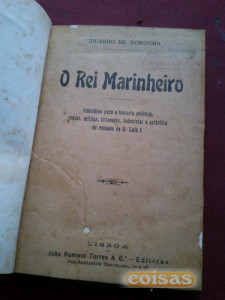 EDUARDO DE NORONHA
O Rei Marinheiro
Subsidios para a historia politica,
social, militar, litteraria, industrial e artistica
do reinado de D. Luiz I
LISBOA
João Romano Torres & C.ª - Editores
coisas